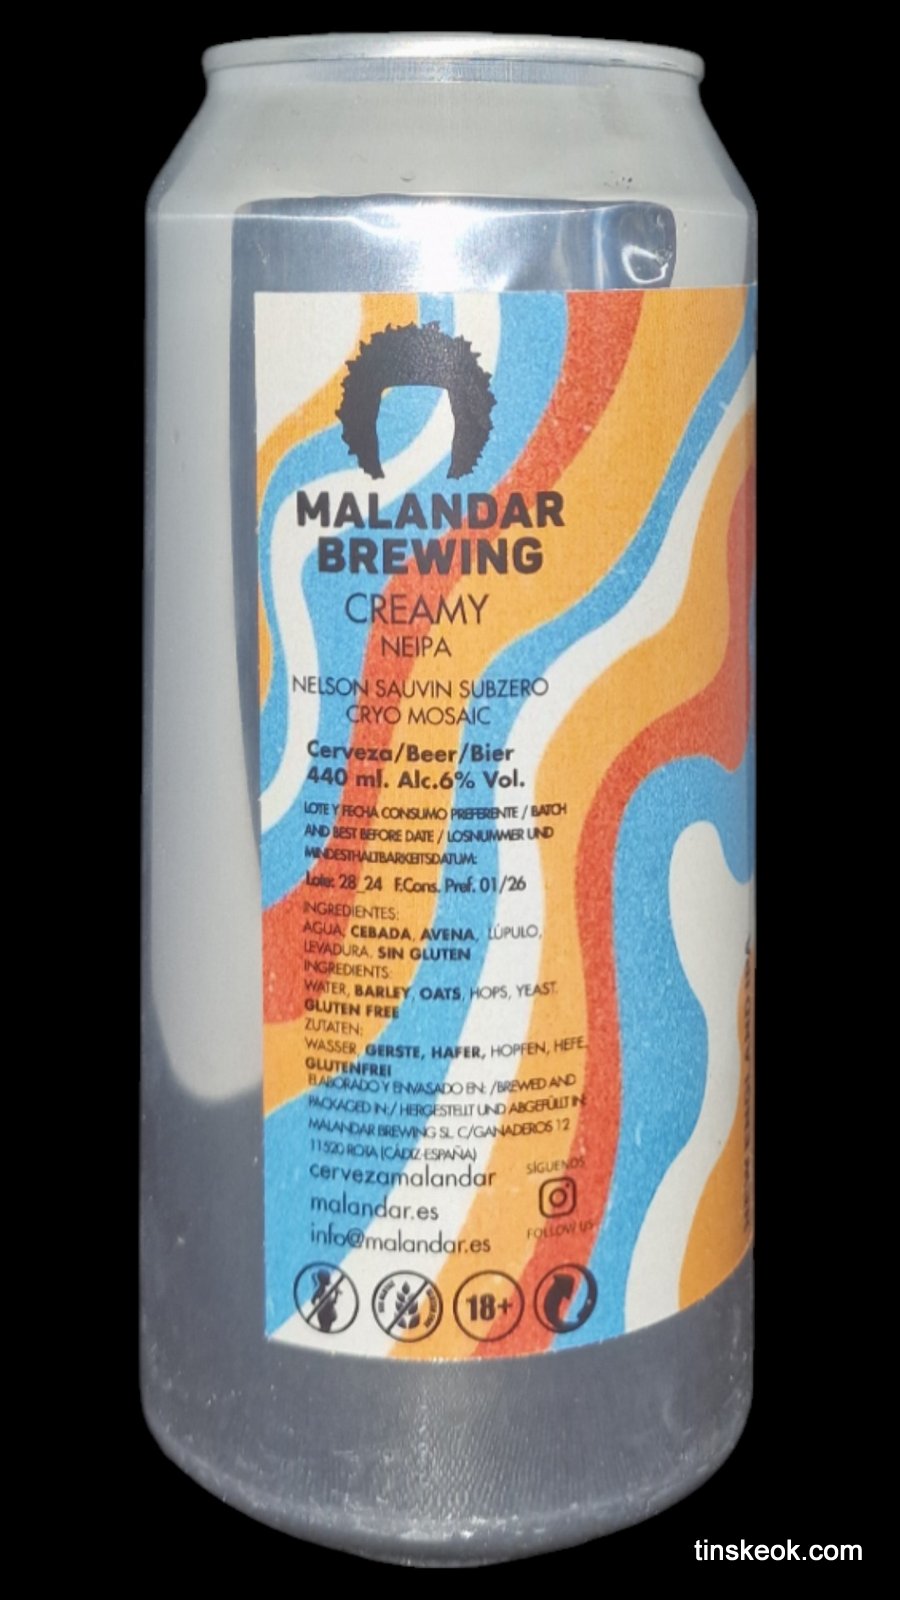 MALANDAR
BREWING
CREAMY
NEIPA
NELSON SAUVIN SUBZERO
CRYO MOSAIC
Cerveza/Beer/Bier
440 ml. Alc.6% Vol.
LOTE Y FECHA CONSUMO PREFERENTE / BATCH
AND BEST BEFORE DATE / LOSNUMMER UND
MINDESTHALTBARKEITSDATUM:
Lote: 28_24 F.Cons. Pref. 01/26
INGREDIENTES:
AGUA, CEBADA, AVENA, LÚPULO,
LEVADURA. SIN GLUTEN
INGREDIENTS:
WATER, BARLEY, OATS, HOPS, YEAST.
GLUTEN FREE
ZUTATEN:
WASSER, GERSTE, HAFER, HOPFEN, HEFE.
GLUTENFREI
ELABORADO Y ENVASADO EN: /BREWED AND
PACKAGED IN:/ HERGESTELLT UND ABGEFÜLLT IN:
MALANDAR BREWING SL. C/GANADEROS 12
11520 ROTA (CÁDIZ-ESPAÑA)
cervezamalandar
malandar.es
info@malandar.es
SÍGUENOS
FOLLOW US
18+
NEW ENGLAND IPA
tinskeok.com